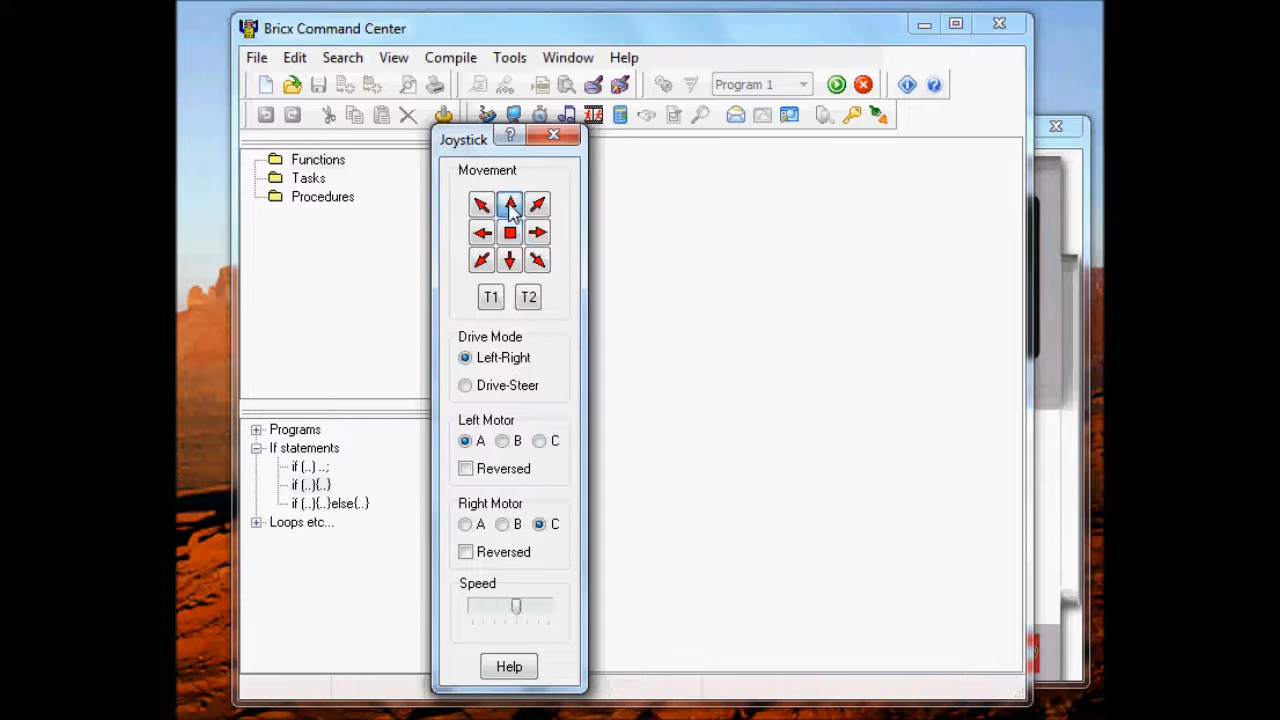 Bricx Command Center
File Edit Search View Compile Tools Window Help
Program 1
Joystick
Functions
Tasks
Procedures
Movement
T1 T2
Drive Mode
Left-Right
Drive-Steer
Left Motor
A B C
Reversed
Right Motor
A B C
Reversed
Speed
Help
Programs
If statements
if (..) ..;
if (..){..}
if (..){..}else{..}
Loops etc...